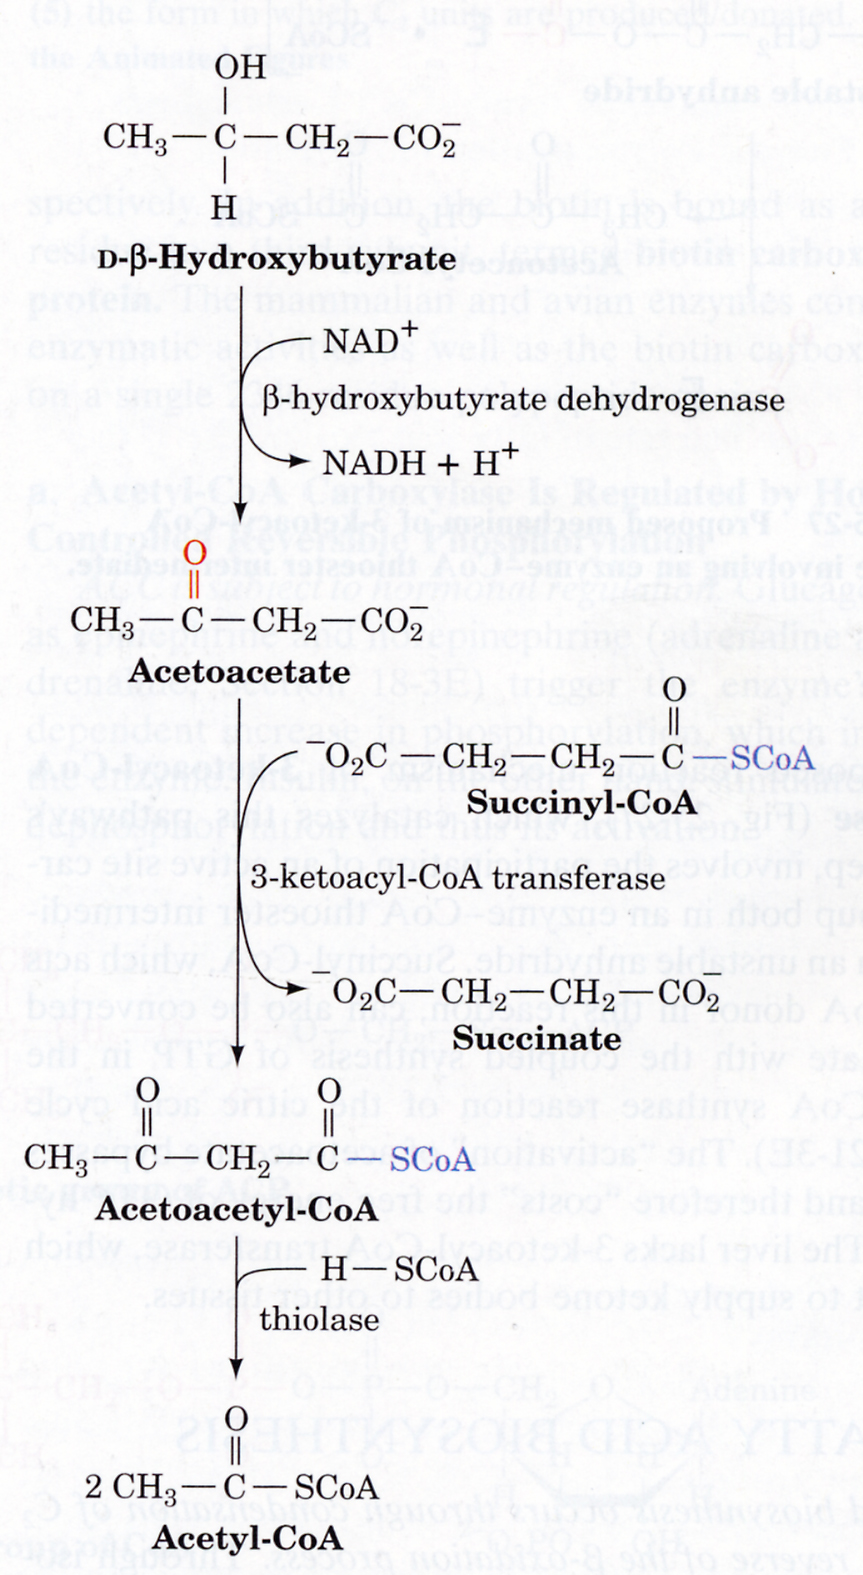 OH
CH₃—C—CH₂—CO₂⁻
H
D-β-Hydroxybutyrate
NAD⁺
β-hydroxybutyrate dehydrogenase
NADH + H⁺
O
CH₃—C—CH₂—CO₂⁻
Acetoacetate
O
⁻O₂C—CH₂—CH₂—C—SCoA
Succinyl-CoA
3-ketoacyl-CoA transferase
⁻O₂C—CH₂—CH₂—CO₂⁻
Succinate
O O
CH₃—C—CH₂—C—SCoA
Acetoacetyl-CoA
H—SCoA
thiolase
O
2 CH₃—C—SCoA
Acetyl-CoA